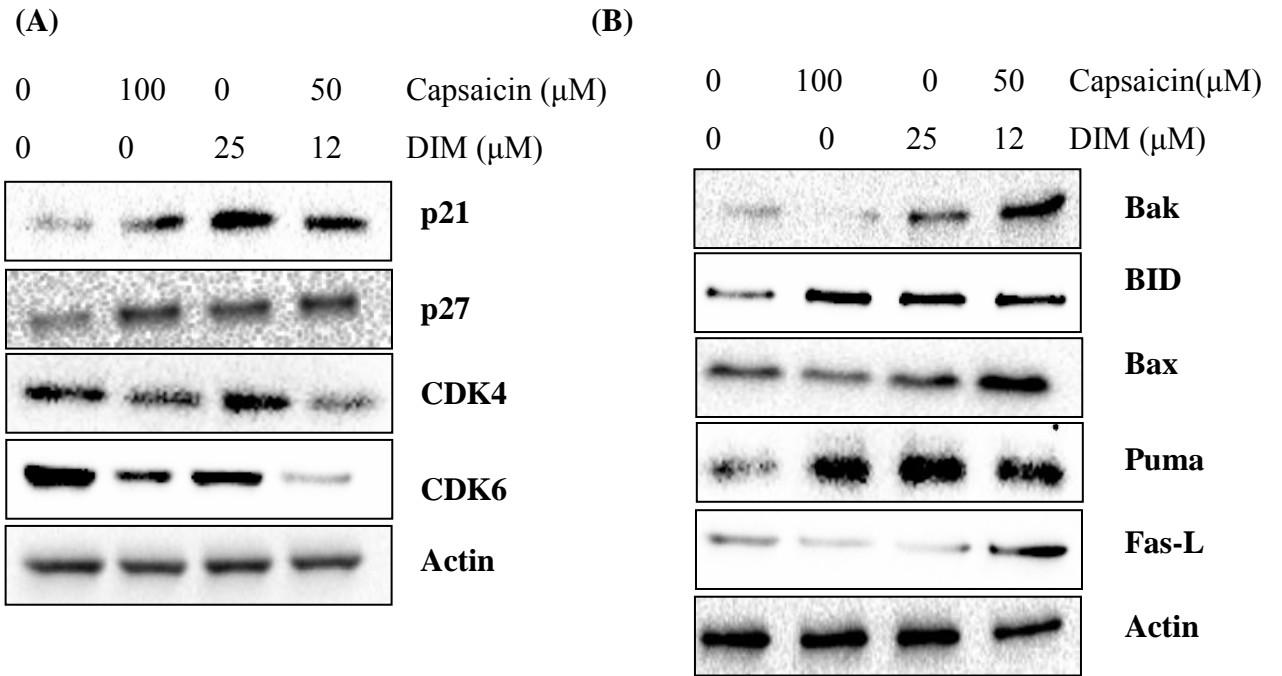 (A)
0 100 0 50 Capsaicin (μM)
0 0 25 12 DIM (μM)
p21
p27
CDK4
CDK6
Actin
(B)
0 100 0 50 Capsaicin(μM)
0 0 25 12 DIM (μM)
Bak
BID
Bax
Puma
Fas-L
Actin